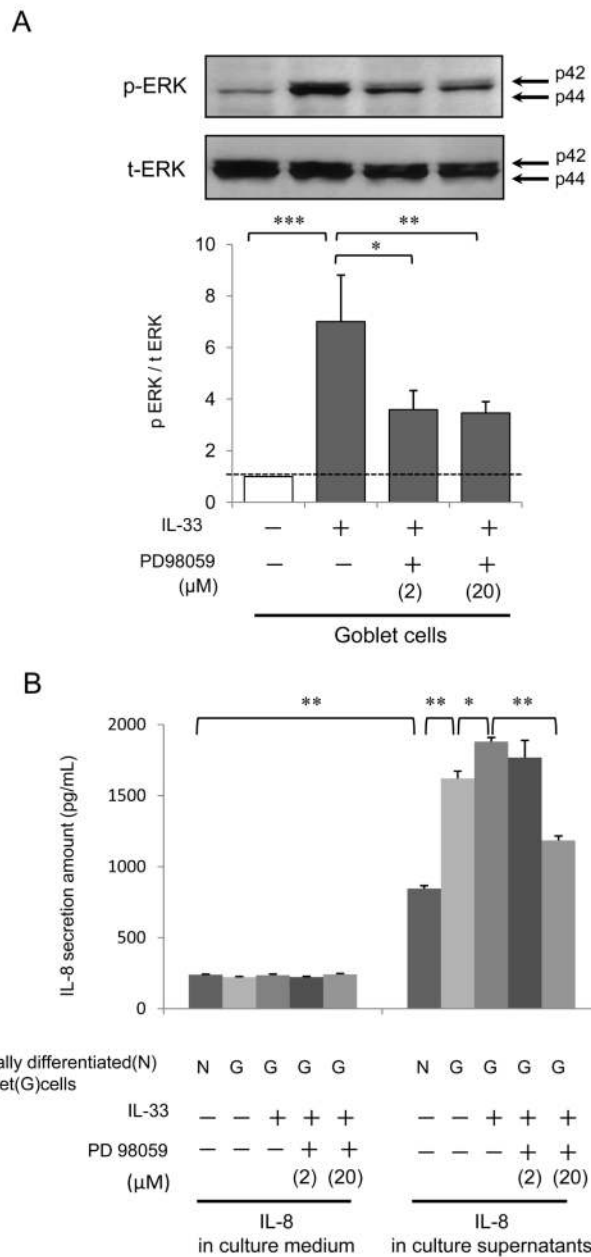 A
p-ERK
p42
p44
t-ERK
p42
p44
***
**
*
10
8
6
4
2
0
p ERK / t ERK
IL-33 − + + +
PD98059 − − + +
(μM) (2) (20)
Goblet cells
B
** ** * **
2000
1500
1000
500
0
IL-8 secretion amount (pg/mL)
ally differentiated(N) N G G G G N G G G G
et(G)cells
IL-33 − − + + + − − + + +
PD 98059 − − − + + − − − + +
(μM) (2) (20) (2) (20)
IL-8 IL-8
in culture medium in culture supernatants